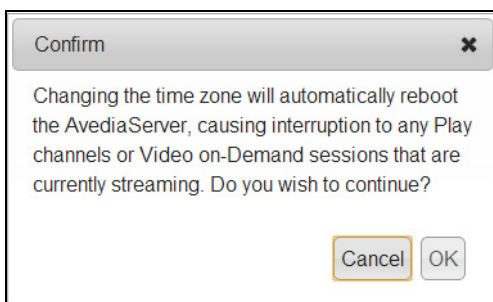 Confirm
Changing the time zone will automatically reboot
the AvediaServer, causing interruption to any Play
channels or Video on-Demand sessions that are
currently streaming. Do you wish to continue?
Cancel OK